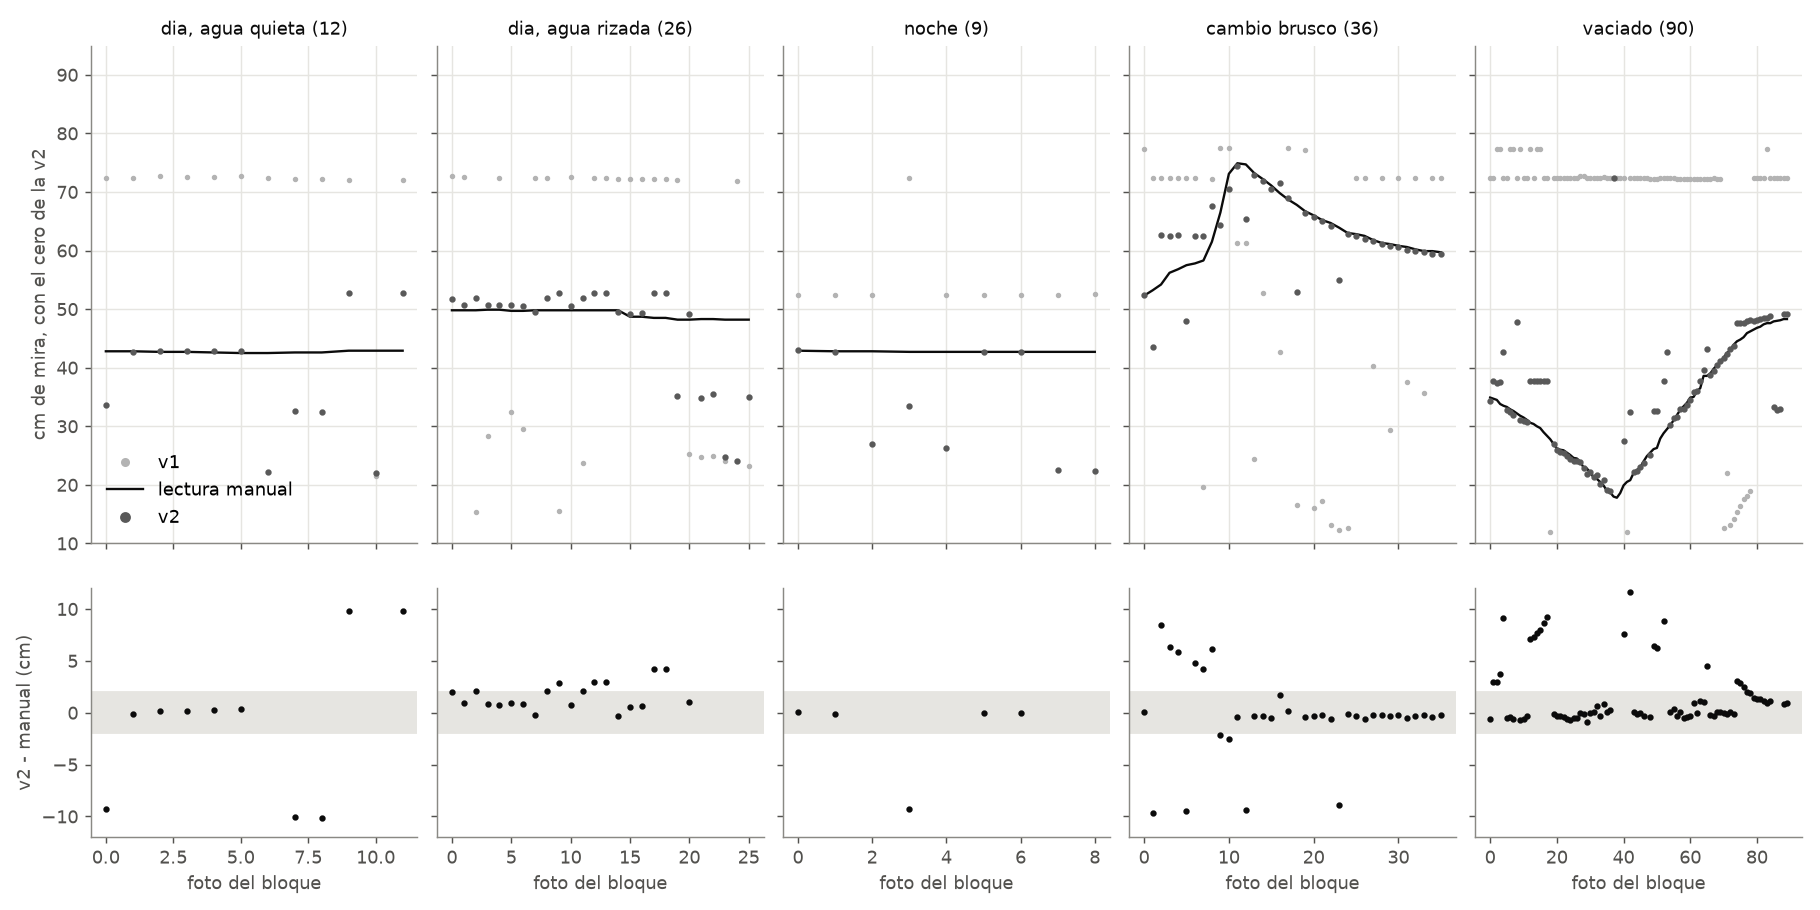 dia, agua quieta (12)
dia, agua rizada (26)
noche (9)
cambio brusco (36)
vaciado (90)
cm de mira, con el cero de la v2
90
80
70
60
50
40
30
20
10
v1
lectura manual
v2
v2 - manual (cm)
10
5
0
−5
−10
0.0 2.5 5.0 7.5 10.0
0 5 10 15 20 25
0 2 4 6 8
0 10 20 30
0 20 40 60 80
foto del bloque
foto del bloque
foto del bloque
foto del bloque
foto del bloque